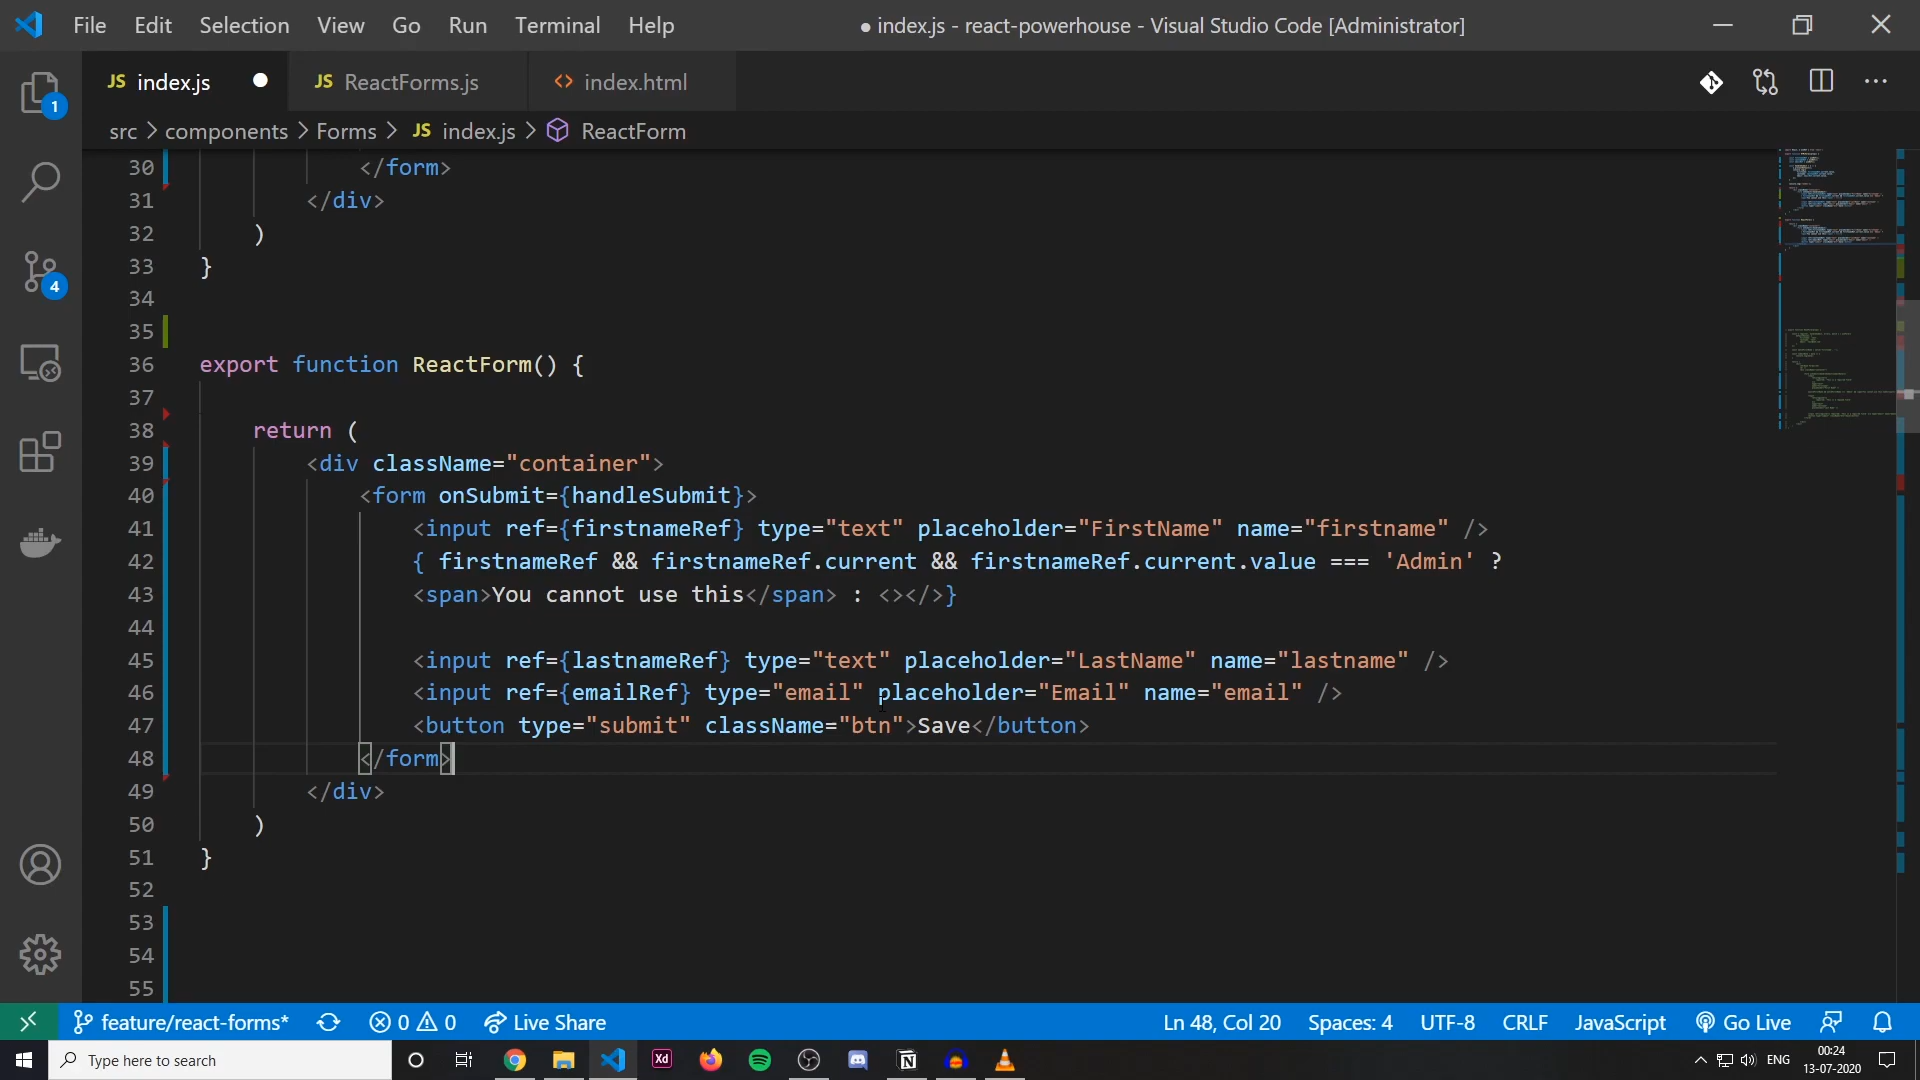 File Edit Selection View Go Run Terminal Help
● index.js - react-powerhouse - Visual Studio Code [Administrator]
JS index.js ●
JS ReactForms.js
<> index.html
src > components > Forms > JS index.js > ReactForm
1
4
30 </form>
31 </div>
32 )
33 }
34
35
36 export function ReactForm() {
37
38 return (
39 <div className="container">
40 <form onSubmit={handleSubmit}>
41 <input ref={firstnameRef} type="text" placeholder="FirstName" name="firstname" />
42 { firstnameRef && firstnameRef.current && firstnameRef.current.value === 'Admin' ?
43 <span>You cannot use this</span> : <></>}
44
45 <input ref={lastnameRef} type="text" placeholder="LastName" name="lastname" />
46 <input ref={emailRef} type="email" placeholder="Email" name="email" />
47 <button type="submit" className="btn">Save</button>
48 </form>
49 </div>
50 )
51 }
52
53
54
55
feature/react-forms* 0 0 Live Share
Ln 48, Col 20 Spaces: 4 UTF-8 CRLF JavaScript Go Live
Type here to search
Xd
N
ENG
00:24
13-07-2020